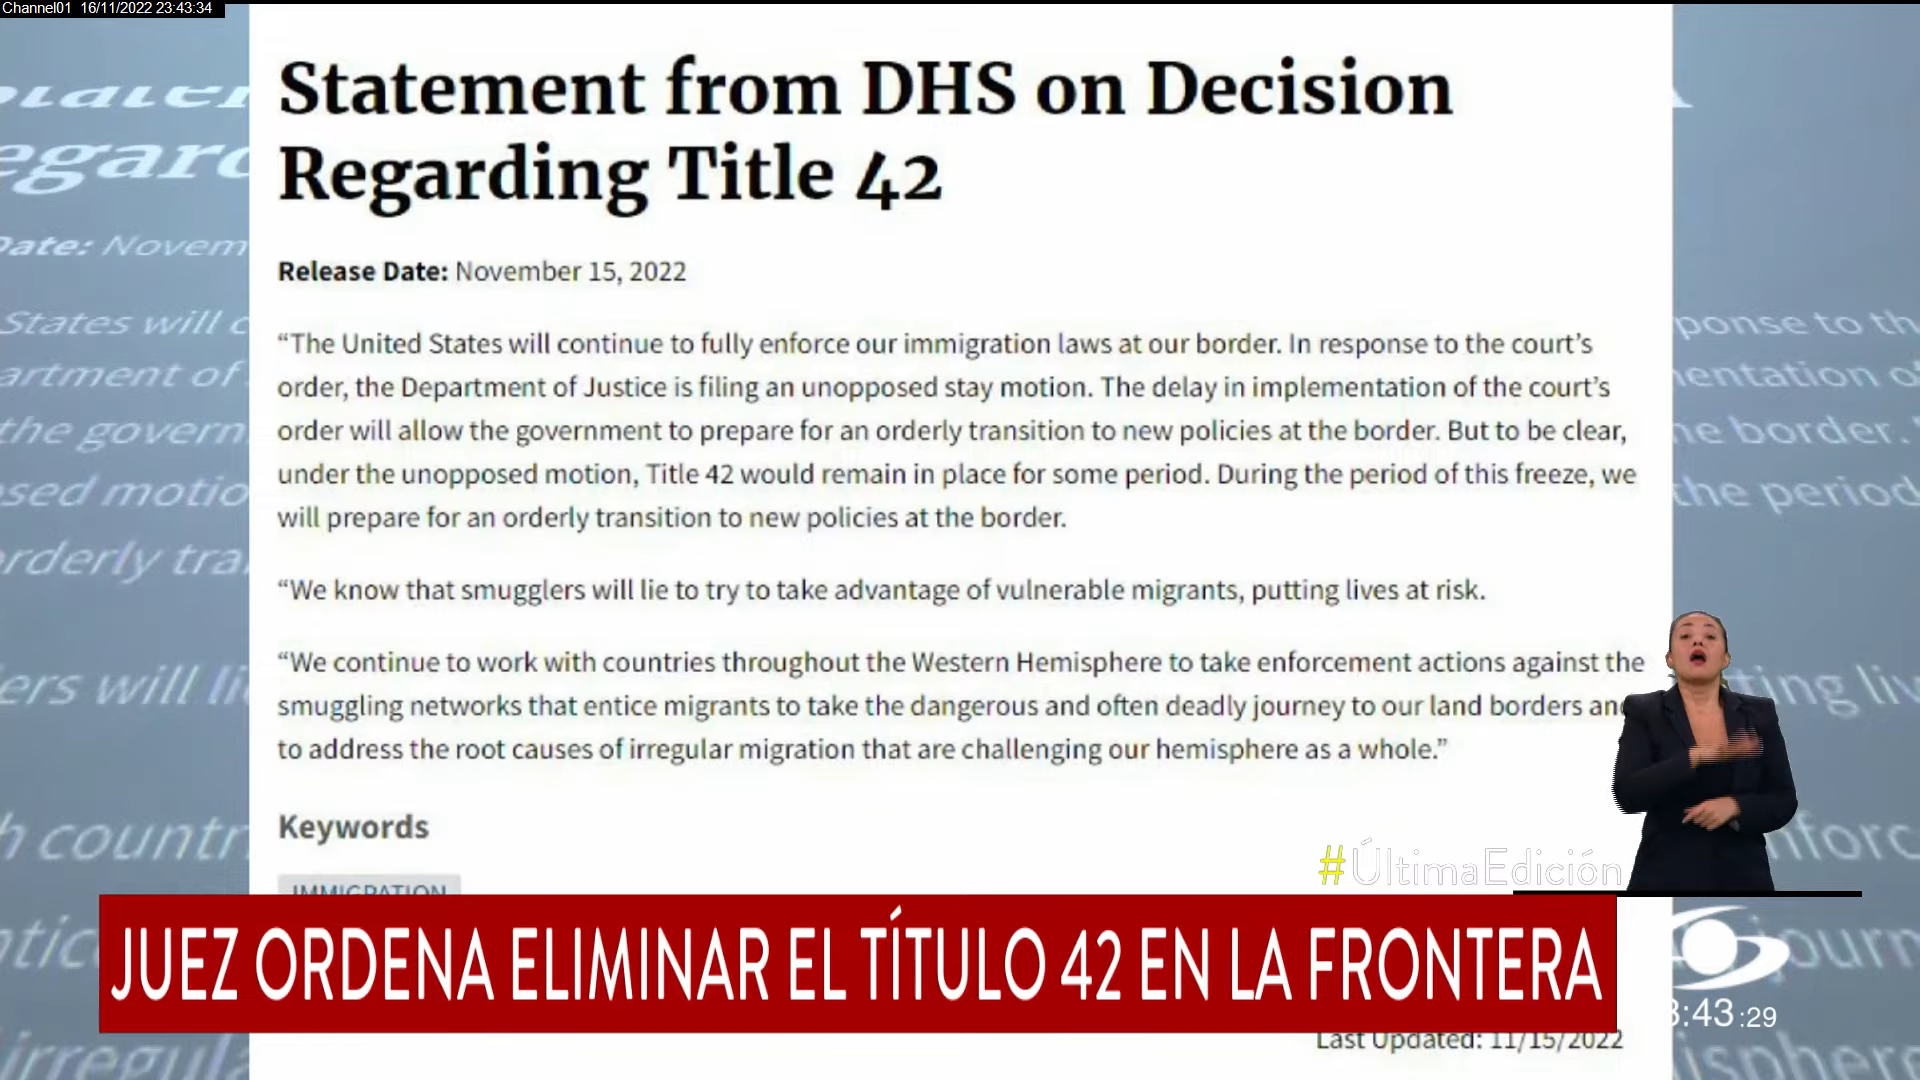 Channel01 16/11/2022 23:43:34
Statement from DHS on Decision
Regarding Title 42
Release Date: November 15, 2022
“The United States will continue to fully enforce our immigration laws at our border. In response to the court’s
order, the Department of Justice is filing an unopposed stay motion. The delay in implementation of the court’s
order will allow the government to prepare for an orderly transition to new policies at the border. But to be clear,
under the unopposed motion, Title 42 would remain in place for some period. During the period of this freeze, we
will prepare for an orderly transition to new policies at the border.
“We know that smugglers will lie to try to take advantage of vulnerable migrants, putting lives at risk.
“We continue to work with countries throughout the Western Hemisphere to take enforcement actions against the
smuggling networks that entice migrants to take the dangerous and often deadly journey to our land borders and
to address the root causes of irregular migration that are challenging our hemisphere as a whole.”
Keywords
IMMIGRATION
#ÚltimaEdición
JUEZ ORDENA ELIMINAR EL TÍTULO 42 EN LA FRONTERA
:43:29
Last Updated: 11/15/2022